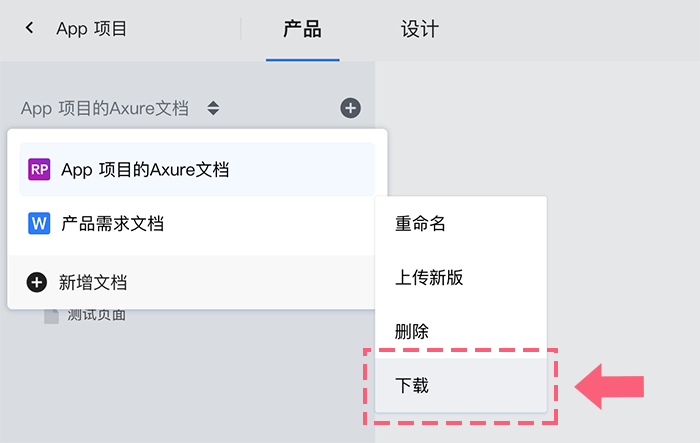 App 项目
产品
设计
App 项目的Axure文档
RP App 项目的Axure文档
W 产品需求文档
新增文档
测试页面
重命名
上传新版
删除
下载